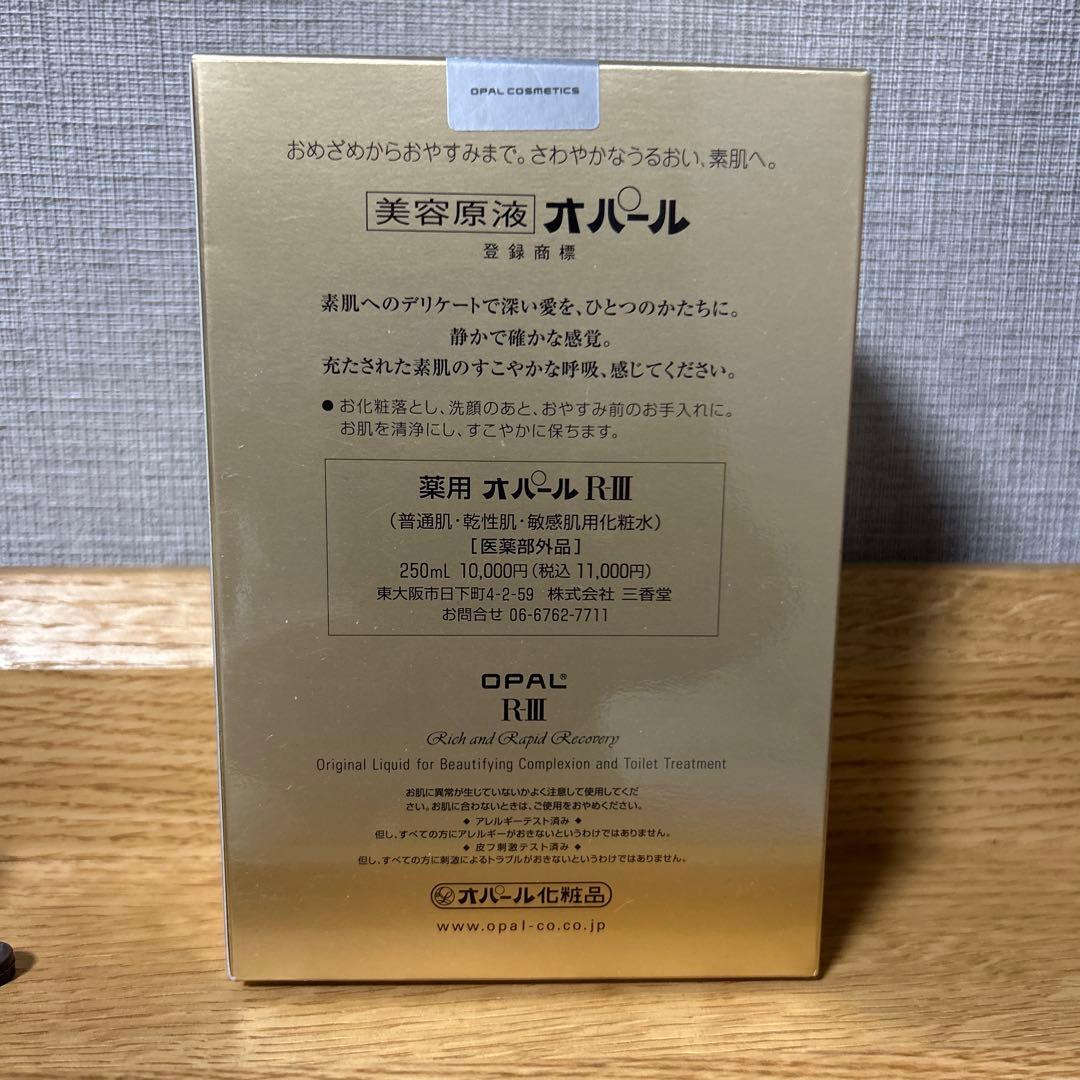 OPAL COSMETICS
おめざめからおやすみまで。さわやかなうるおい、素肌へ。
美容原液 オパール
登録商標
素肌へのデリケートで深い愛を、ひとつのかたちに。
静かで確かな感覚。
充たされた素肌のすこやかな呼吸、感じてください。
● お化粧落とし、洗顔のあと、おやすみ前のお手入れに。
お肌を清浄にし、すこやかに保ちます。
薬用 オパール R-III
(普通肌・乾性肌・敏感肌用化粧水)
[医薬部外品]
250mL 10,000円(税込 11,000円)
東大阪市日下町4-2-59 株式会社 三香堂
お問合せ 06-6762-7711
OPAL®
R-III
Rich and Rapid Recovery
Original Liquid for Beautifying Complexion and Toilet Treatment
お肌に異常が生じていないかよく注意して使用してくだ
さい。お肌に合わないときは、ご使用をおやめください。
◆ アレルギーテスト済み ◆
但し、すべての方にアレルギーがおきないというわけではありません。
◆ 皮フ刺激テスト済み ◆
但し、すべての方に刺激によるトラブルがおきないというわけではありません。
オパール化粧品
www.opal-co.co.jp